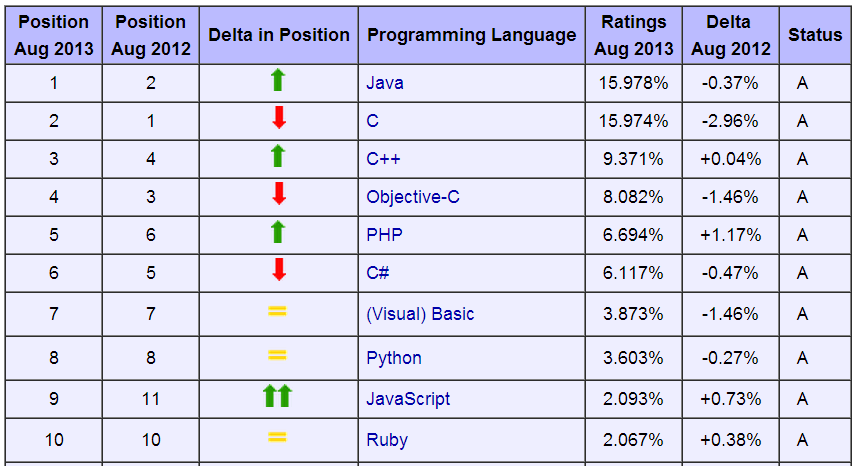 Position Aug 2013 Position Aug 2012 Delta in Position Programming Language Ratings Aug 2013 Delta Aug 2012 Status
1 2 Java 15.978% -0.37% A
2 1 C 15.974% -2.96% A
3 4 C++ 9.371% +0.04% A
4 3 Objective-C 8.082% -1.46% A
5 6 PHP 6.694% +1.17% A
6 5 C# 6.117% -0.47% A
7 7 (Visual) Basic 3.873% -1.46% A
8 8 Python 3.603% -0.27% A
9 11 JavaScript 2.093% +0.73% A
10 10 Ruby 2.067% +0.38% A